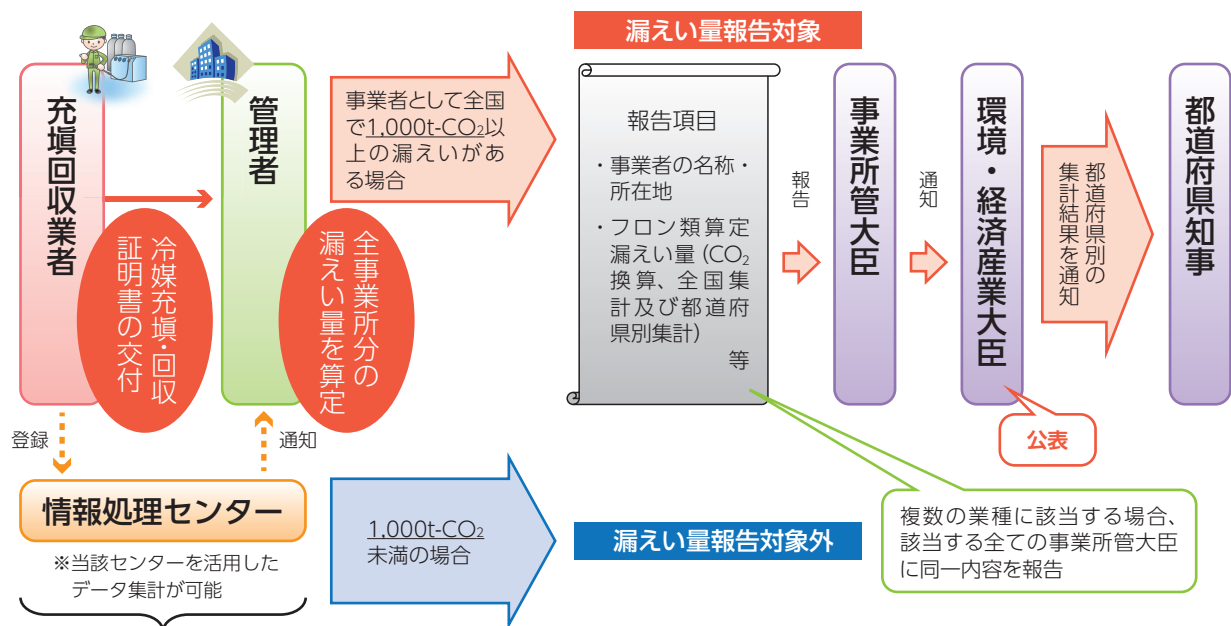 充塡回収業者
冷媒充塡・回収
証明書の交付
管理者
全事業所分の
漏えい量を算定
登録
通知
情報処理センター
※当該センターを活用した
データ集計が可能
事業者として全国
で1,000t-CO₂以
上の漏えいがあ
る場合
漏えい量報告対象
報告項目
・事業者の名称・
所在地
・フロン類算定
漏えい量（CO₂
換算、全国集
計及び都道府
県別集計）
等
報告
事業所管大臣
通知
環境・経済産業大臣
公表
都道府県別の
集計結果を通知
都道府県知事
1,000t-CO₂
未満の場合
漏えい量報告対象外
複数の業種に該当する場合、
該当する全ての事業所管大臣
に同一内容を報告